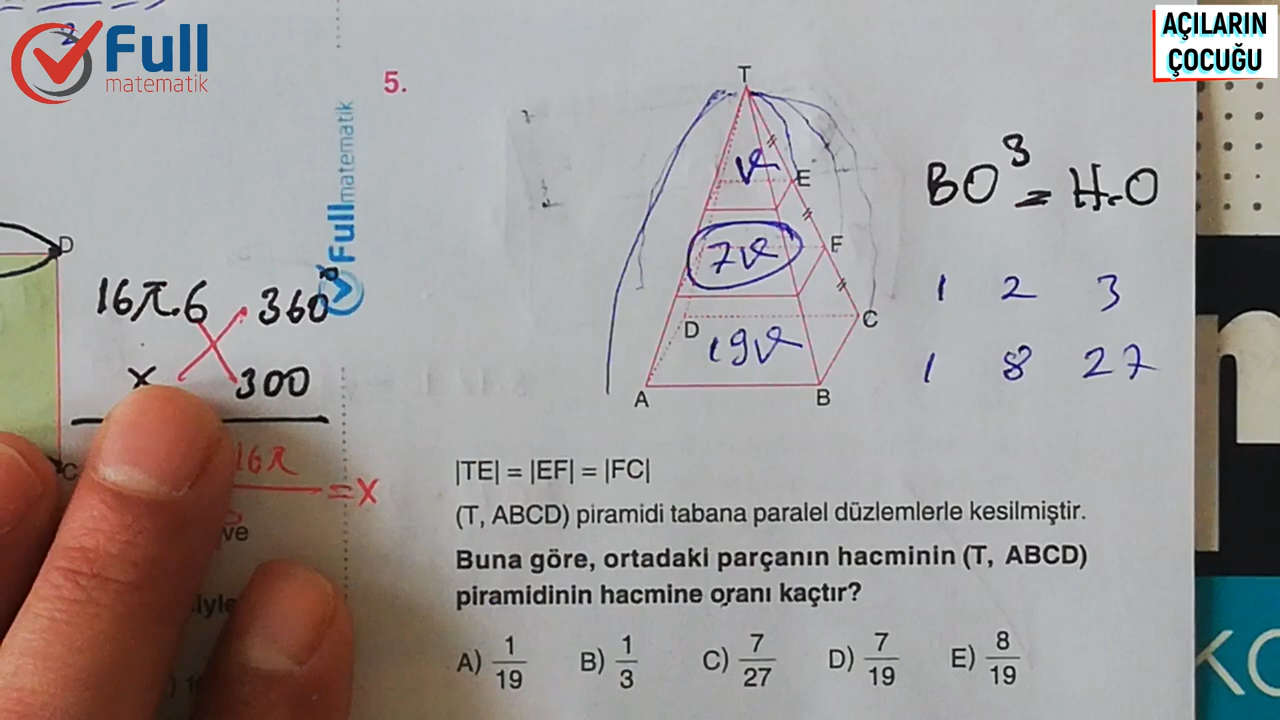 Full
matematik
AÇILARIN
ÇOCUĞU
2
5.
Full matematik
T
E
F
C
D
A
B
V
7V
19V
BO³ = H.O
1 2 3
1 8 27
D
16π.6 360°
x 300
16π
= x
C
ve
|TE| = |EF| = |FC|
(T, ABCD) piramidi tabana paralel düzlemlerle kesilmiştir.
Buna göre, ortadaki parçanın hacminin (T, ABCD)
piramidinin hacmine oranı kaçtır?
A) 1/19 B) 1/3 C) 7/27 D) 7/19 E) 8/19